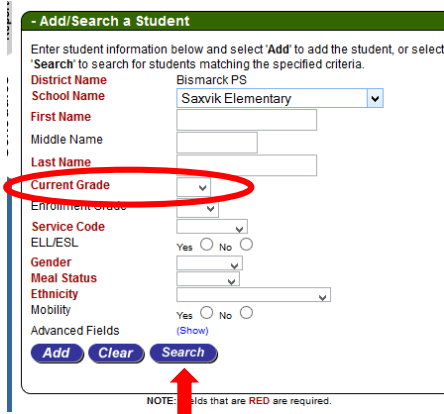 - Add/Search a Student
Enter student information below and select 'Add' to add the student, or select
'Search' to search for students matching the specified criteria.
District Name Bismarck PS
School Name Saxvik Elementary
First Name
Middle Name
Last Name
Current Grade
Enrollment Grade
Service Code
ELL/ESL Yes No
Gender
Meal Status
Ethnicity
Mobility Yes No
Advanced Fields (Show)
Add Clear Search
NOTE: lds that are RED are required.